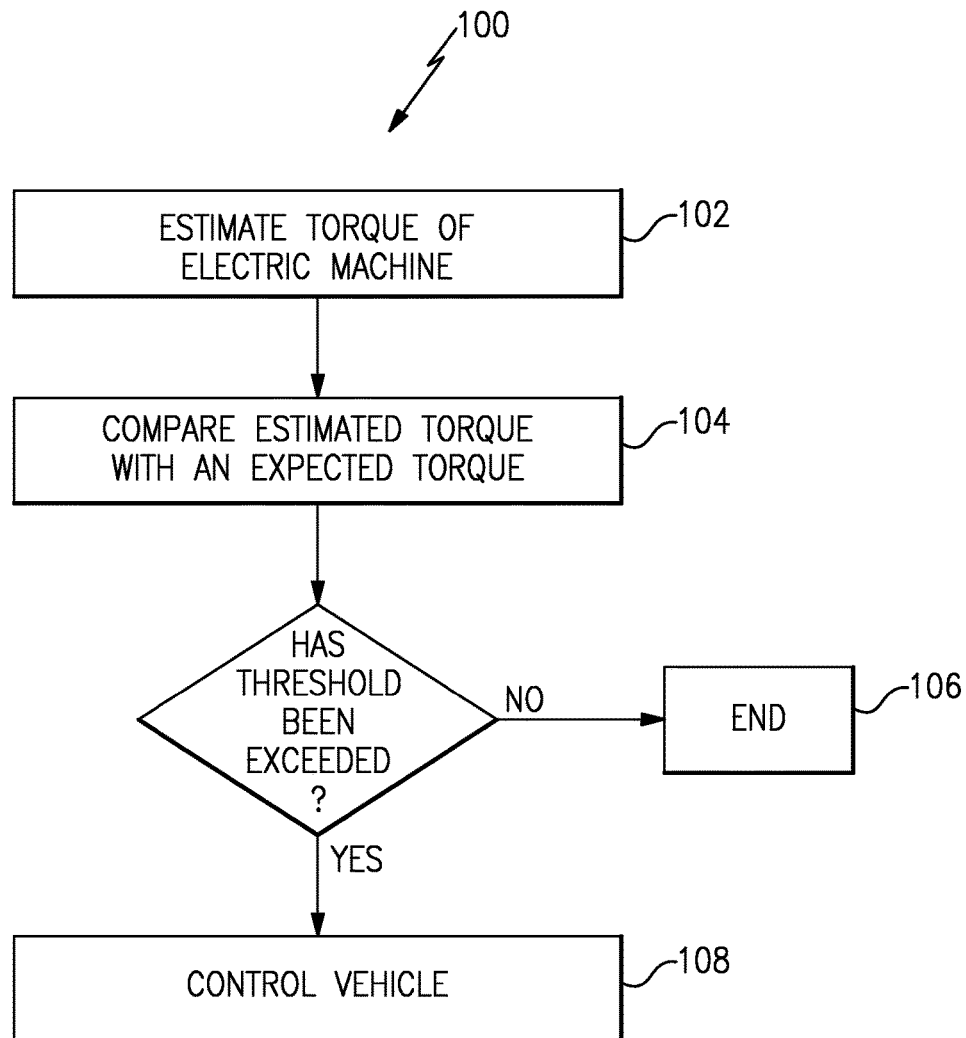 100
ESTIMATE TORQUE OF
ELECTRIC MACHINE
102
COMPARE ESTIMATED TORQUE
WITH AN EXPECTED TORQUE
104
HAS
THRESHOLD
BEEN
EXCEEDED
?
NO
END
106
YES
CONTROL VEHICLE
108